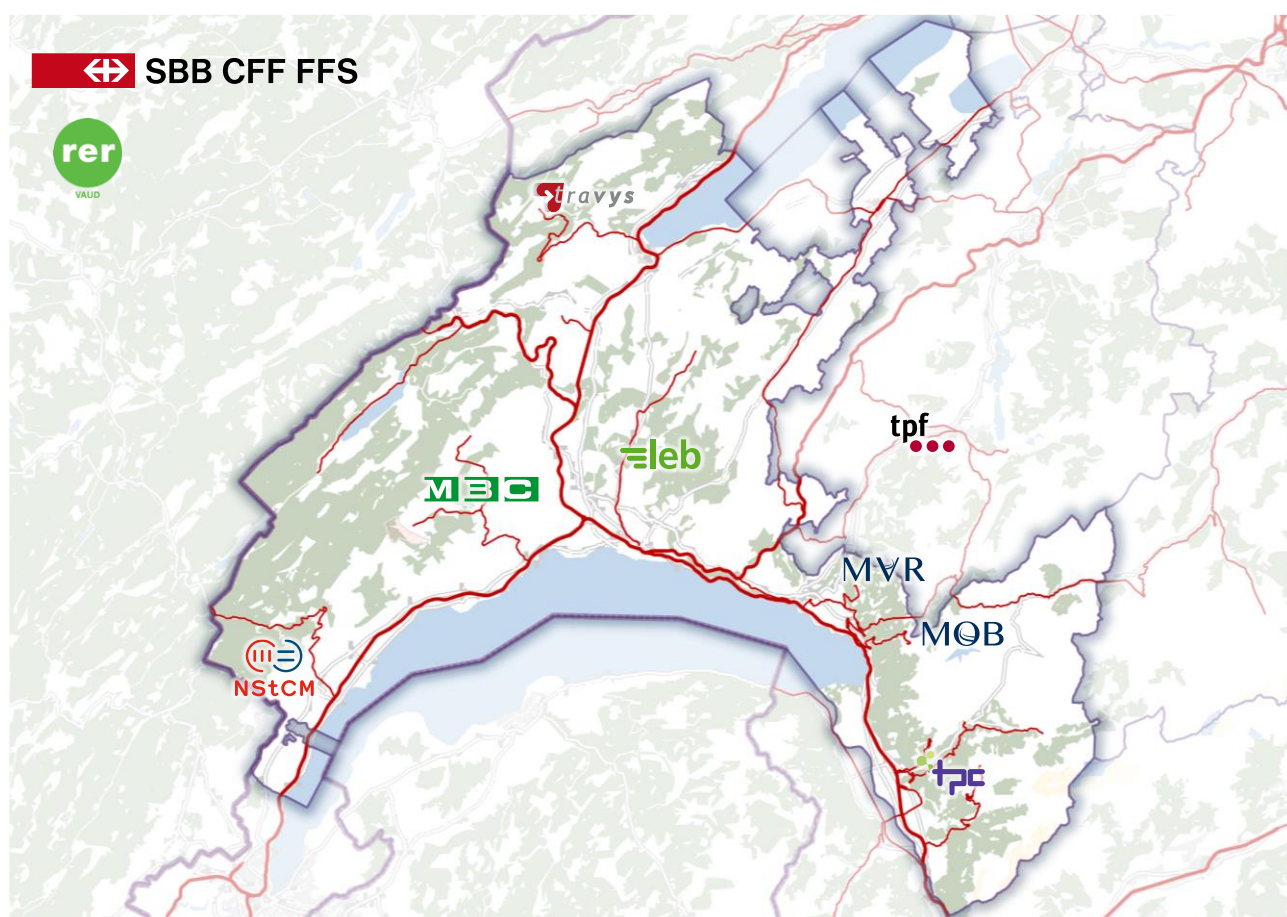 SBB CFF FFS
rer
VAUD
travys
tpf
leb
MBC
MVR
MOB
NStCM
tpc